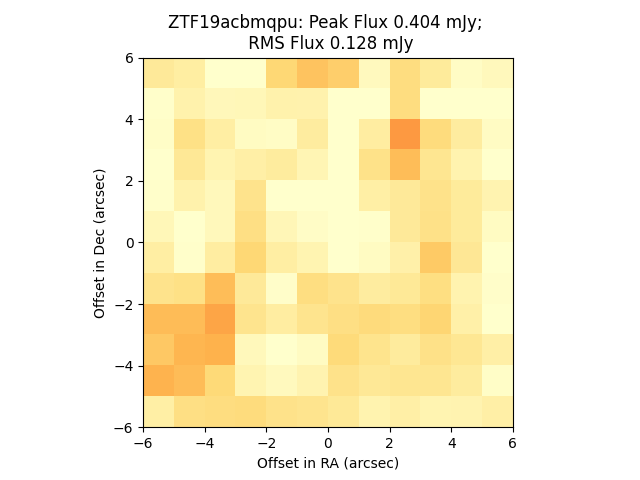 ZTF19acbmqpu: Peak Flux 0.404 mJy;
RMS Flux 0.128 mJy
6
4
2
0
−2
−4
−6
Offset in Dec (arcsec)
−6 −4 −2 0 2 4 6
Offset in RA (arcsec)